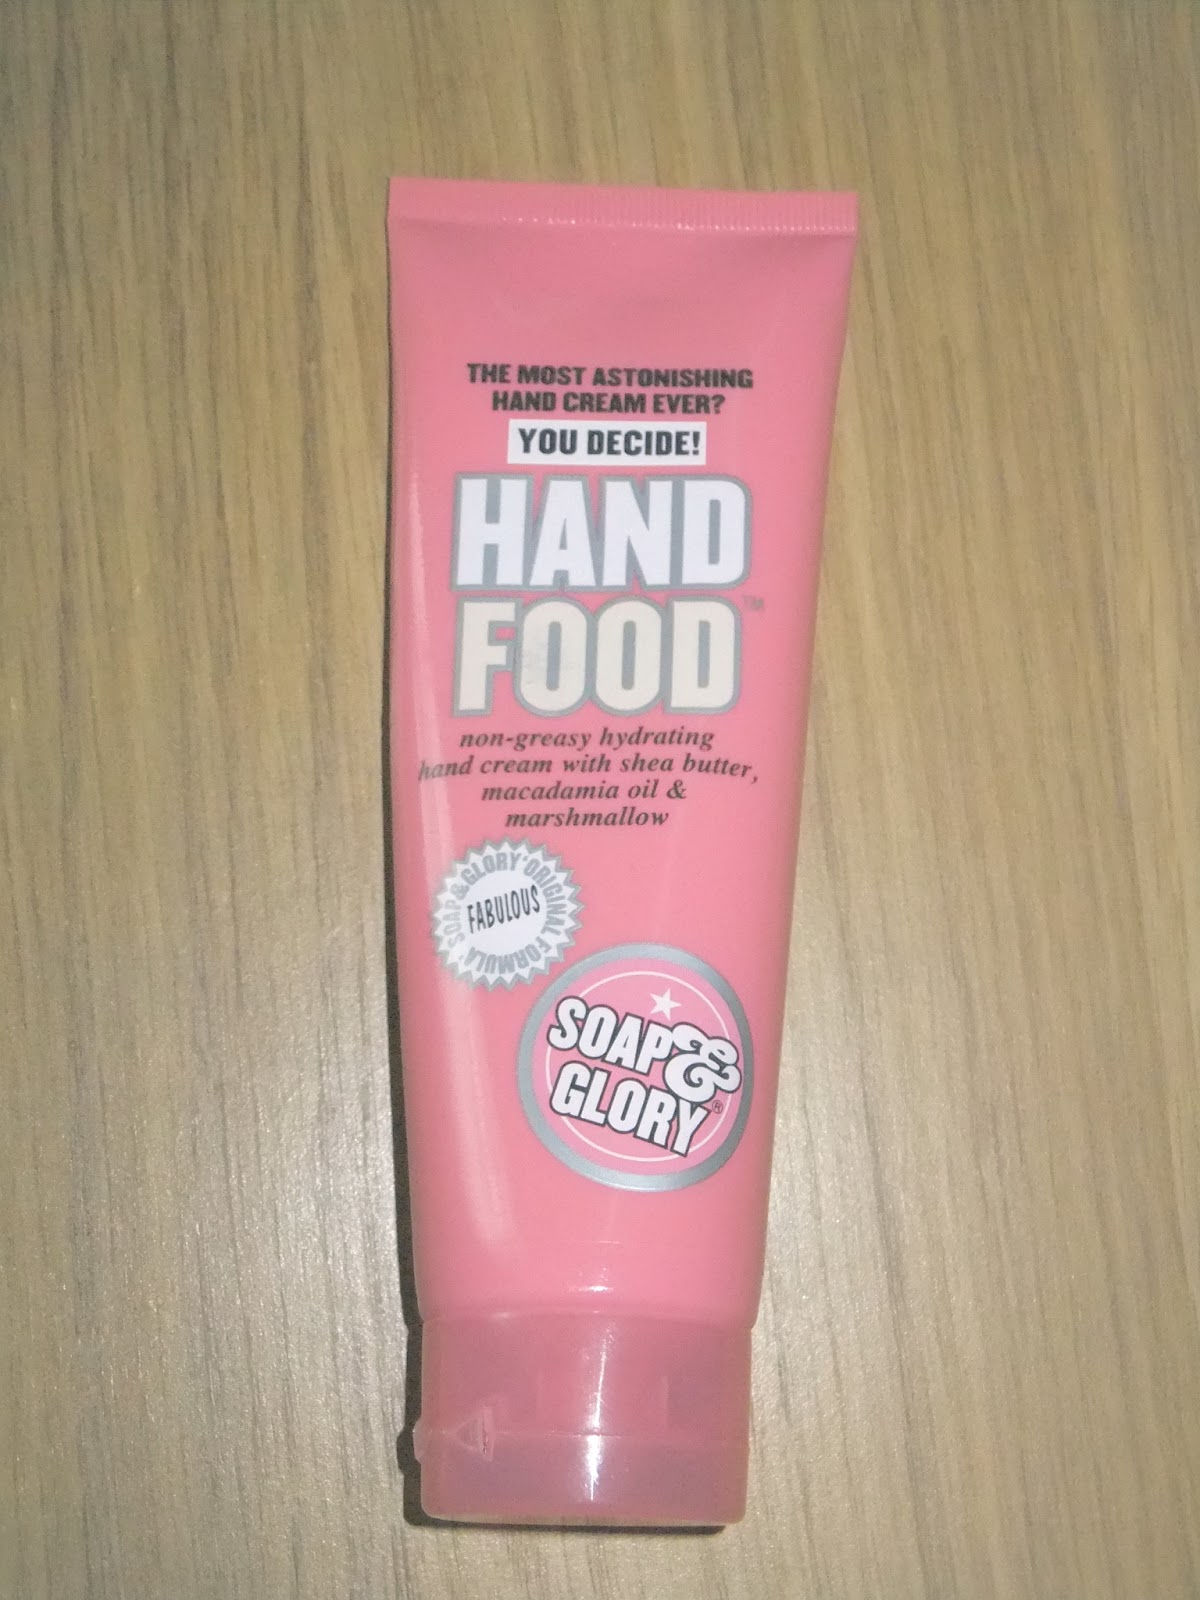 THE MOST ASTONISHING
HAND CREAM EVER?
YOU DECIDE!
HAND
FOOD™
non-greasy hydrating
hand cream with shea butter,
macadamia oil &
marshmallow
SOAP & GLORY 'ORIGINAL FORMULA'
FABULOUS
SOAP &
GLORY®